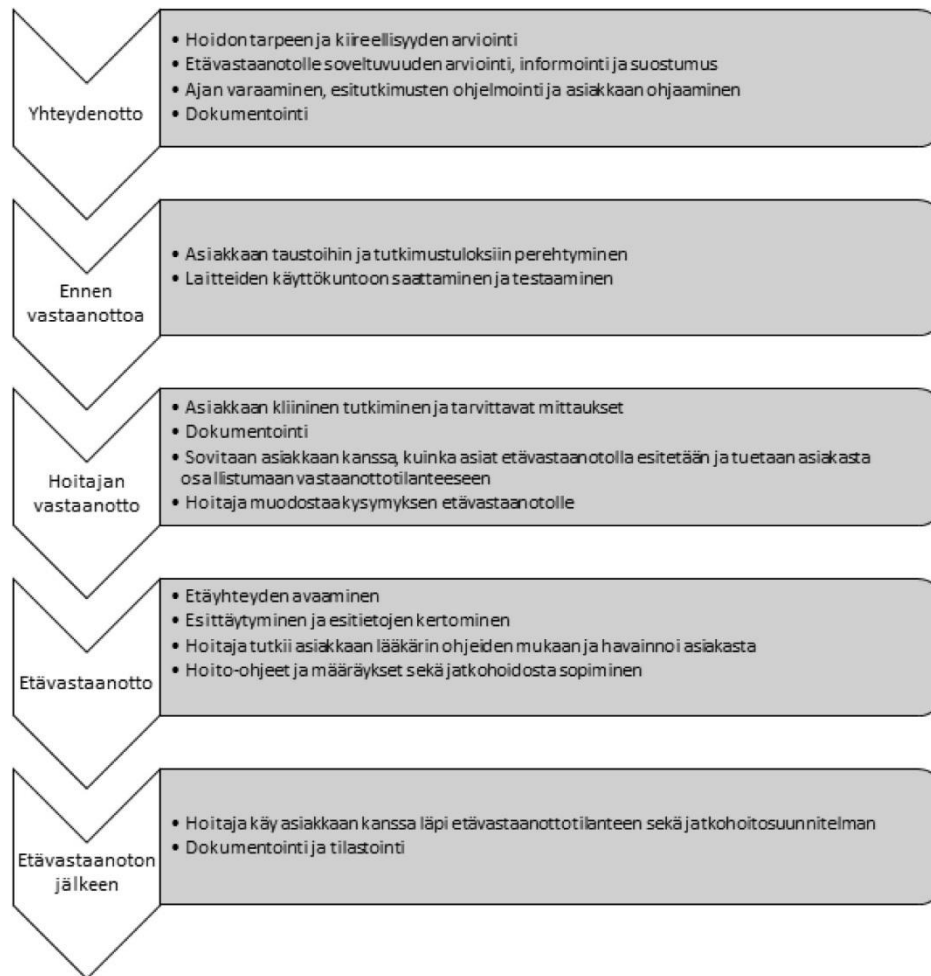 Yhteydenotto
• Hoidon tarpeen ja kiireellisyyden arviointi
• Etävastaanotolle soveltuvuuden arviointi, informointi ja suostumus
• Ajan varaaminen, esitutkimusten ohjelmointi ja asiakkaan ohjaaminen
• Dokumentointi
Ennen
vastaanottoa
• Asiakkaan taustoihin ja tutkimustuloksiin perehtyminen
• Laitteiden käyttökuntoon saattaminen ja testaaminen
Hoitajan
vastaanotto
• Asiakkaan kliininen tutkiminen ja tarvittavat mittaukset
• Dokumentointi
• Sovitaan asiakkaan kanssa, kuinka asiat etävastaanotolla esitetään ja tuetaan asiakasta
osallistumaan vastaanottotilanteeseen
• Hoitaja muodostaa kysymyksen etävastaanotolle
Etävastaanotto
• Etäyhteyden avaaminen
• Esittäytyminen ja esitietojen kertominen
• Hoitaja tutkii asiakkaan lääkärin ohjeiden mukaan ja havainnoi asiakasta
• Hoito-ohjeet ja määräykset sekä jatkohoidosta sopiminen
Etävastaanoton
jälkeen
• Hoitaja käy asiakkaan kanssa läpi etävastaanottotilanteen sekä jatkohoitosuunnitelman
• Dokumentointi ja tilastointi